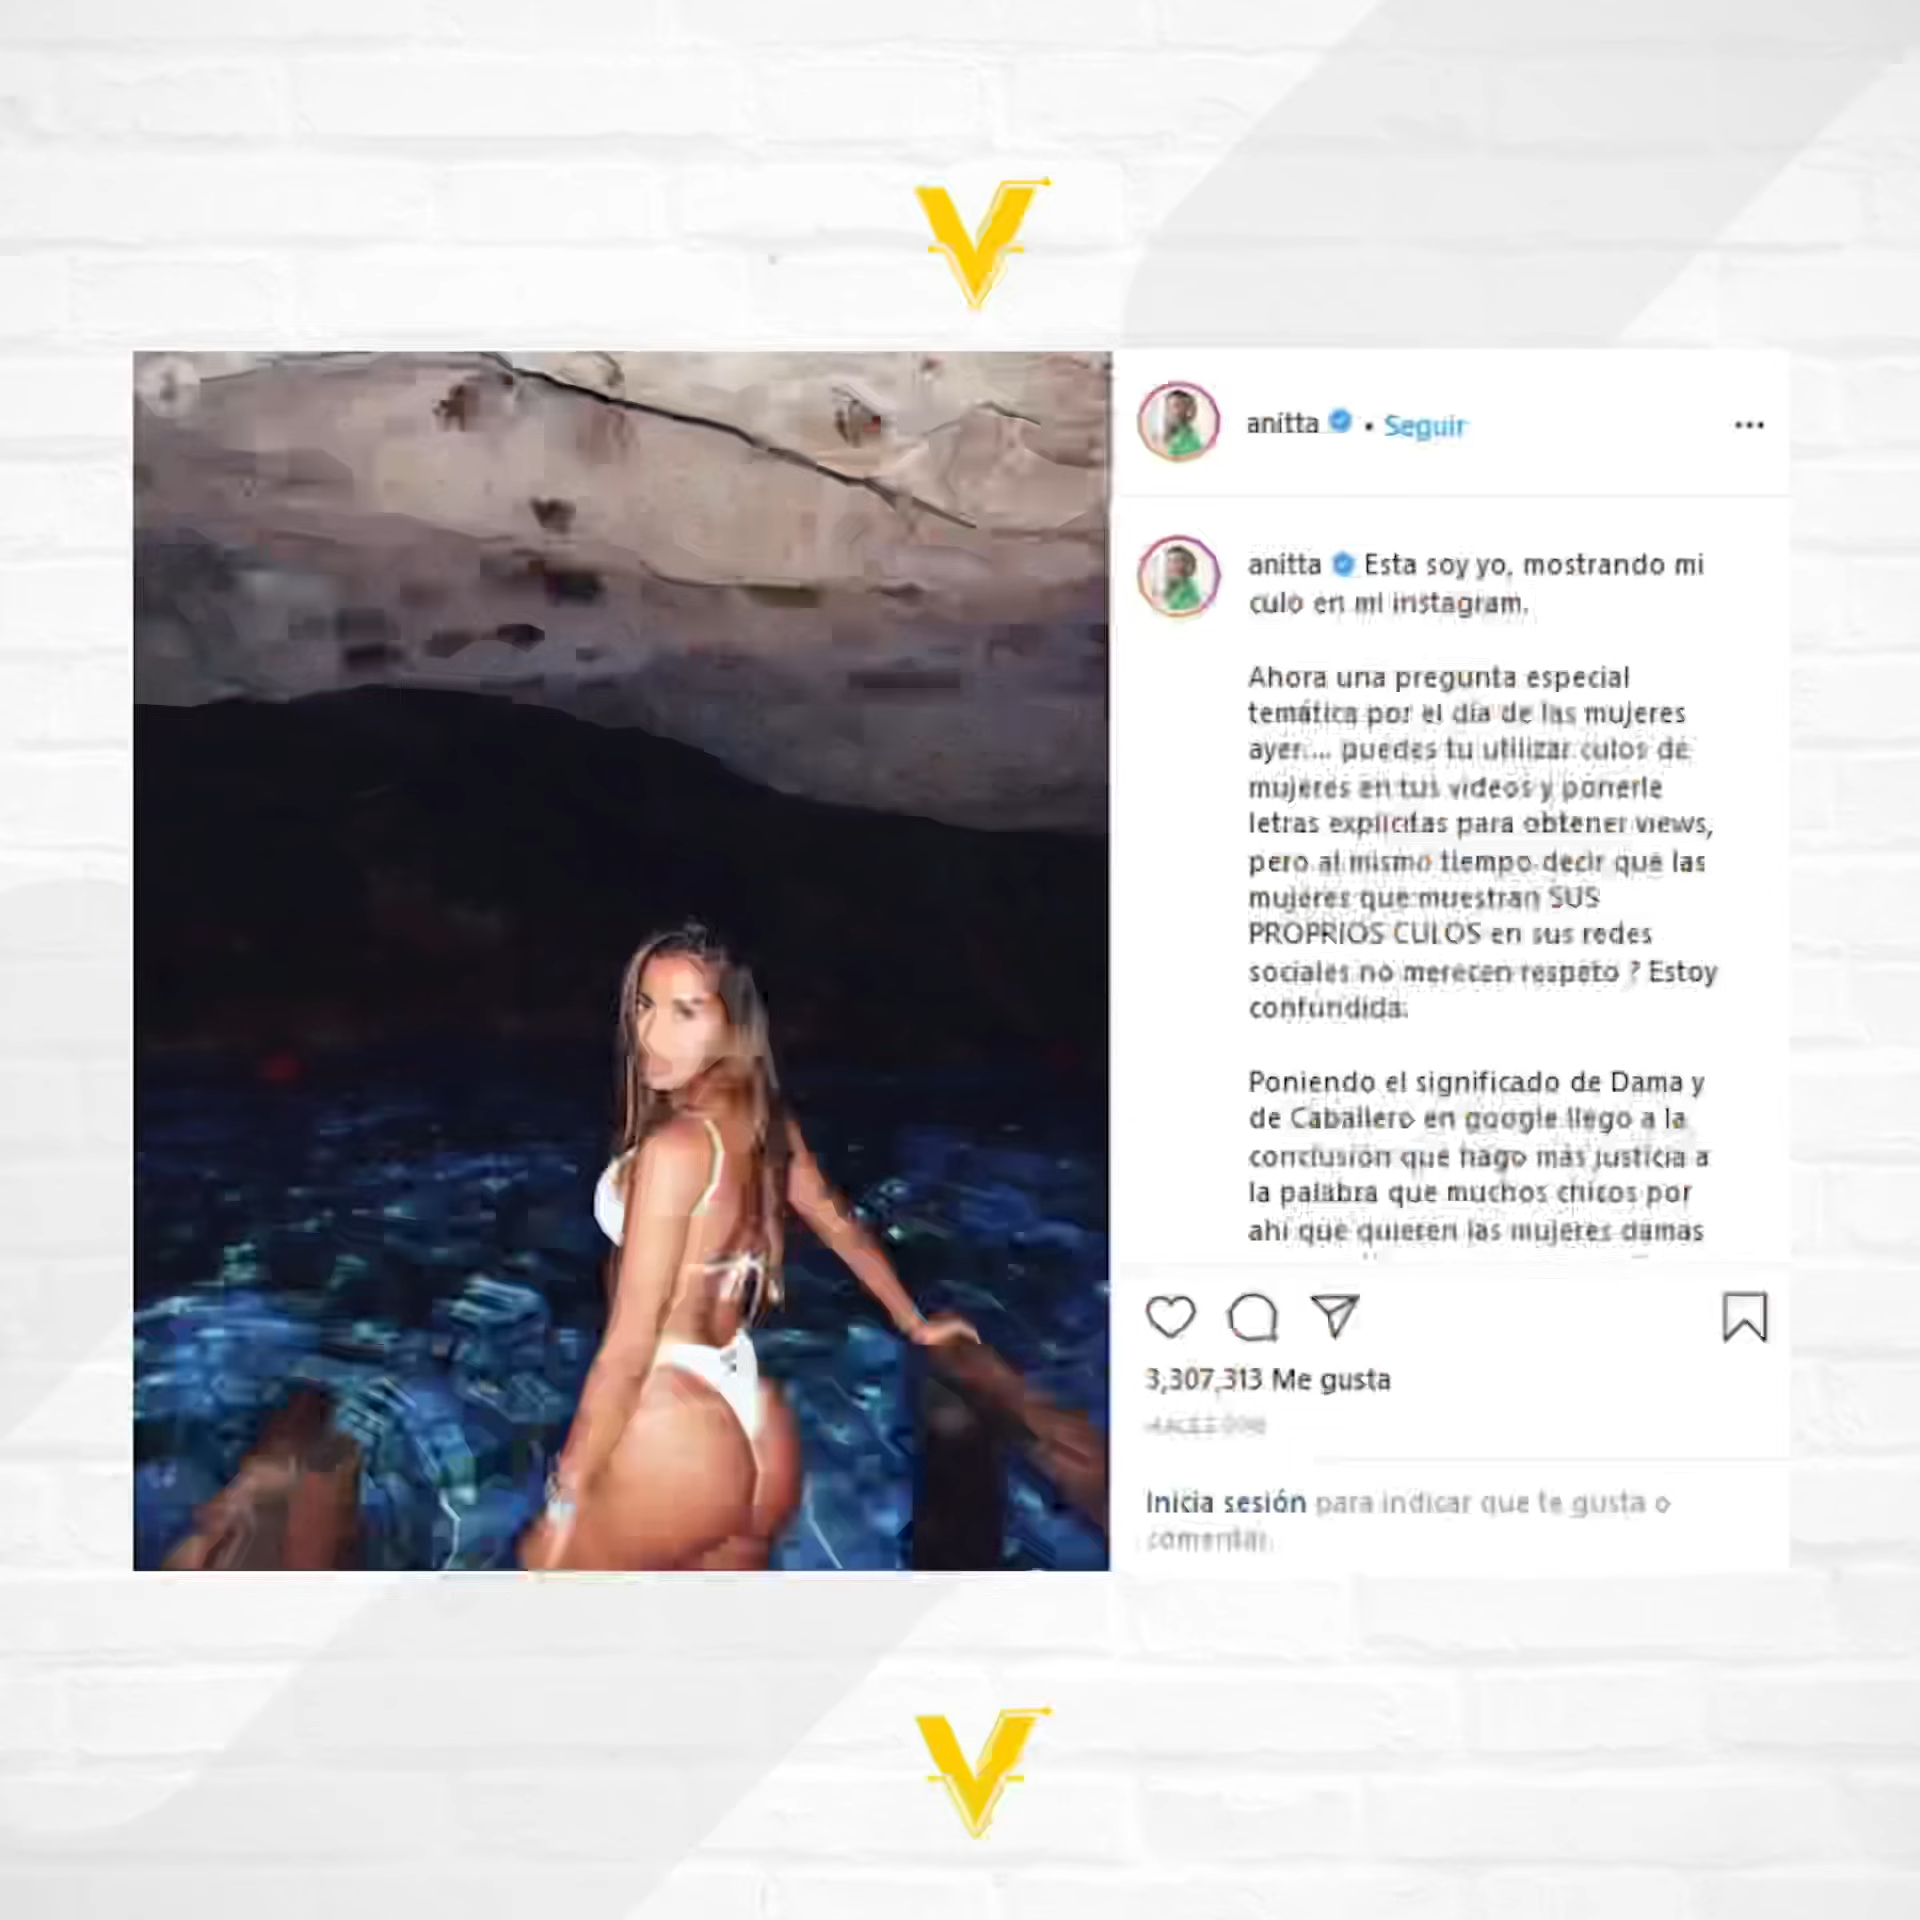 anitta • Seguir
anitta Esta soy yo, mostrando mi
culo en mi instagram.
Ahora una pregunta especial
temática por el día de las mujeres
ayer... puedes tu utilizar culos de
mujeres en tus videos y ponerle
letras explicitas para obtener views,
pero al mismo tiempo decir que las
mujeres que muestran SUS
PROPRIOS CULOS en sus redes
sociales no merecen respeto ? Estoy
confundida.
Poniendo el significado de Dama y
de Caballero en google llego a la
conclusión que hago más justicia a
la palabra que muchos chicos por
ahi que quieren las mujeres damas
3,307,313 Me gusta
Inicia sesión para indicar que te gusta o
comentar.